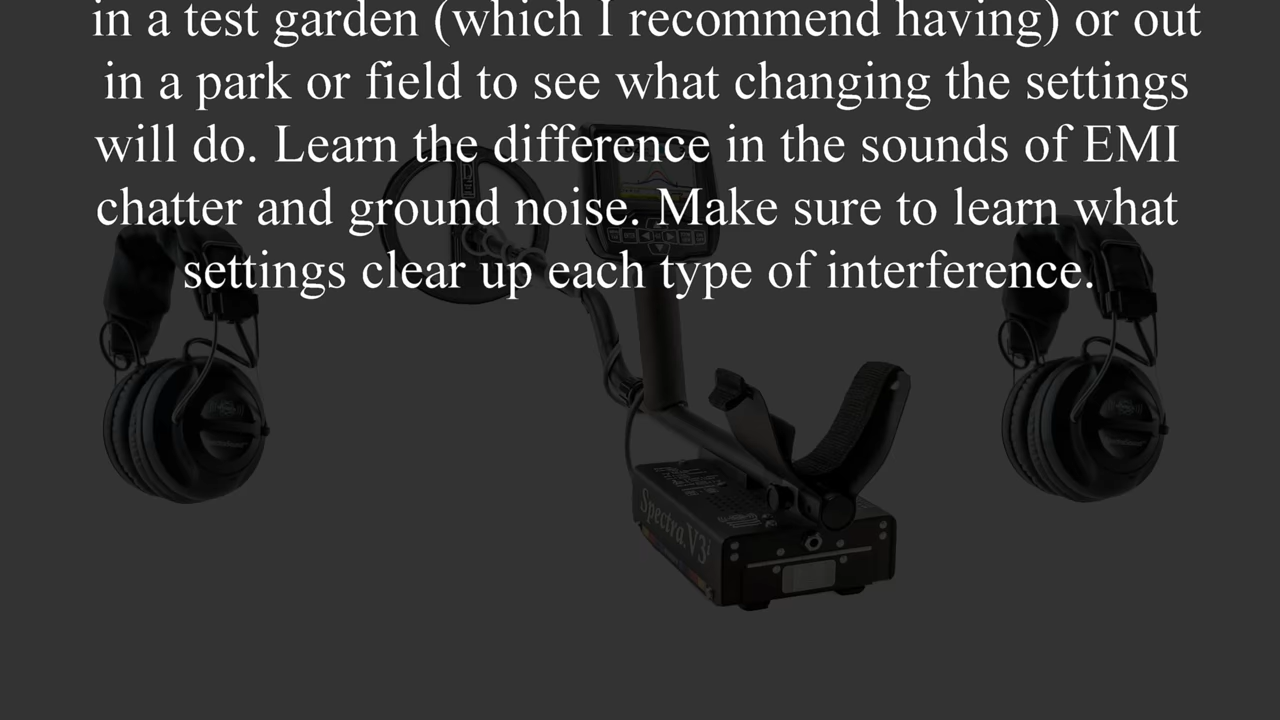 in a test garden (which I recommend having) or out
in a park or field to see what changing the settings
will do. Learn the difference in the sounds of EMI
chatter and ground noise. Make sure to learn what
settings clear up each type of interference.
Spectra V3i